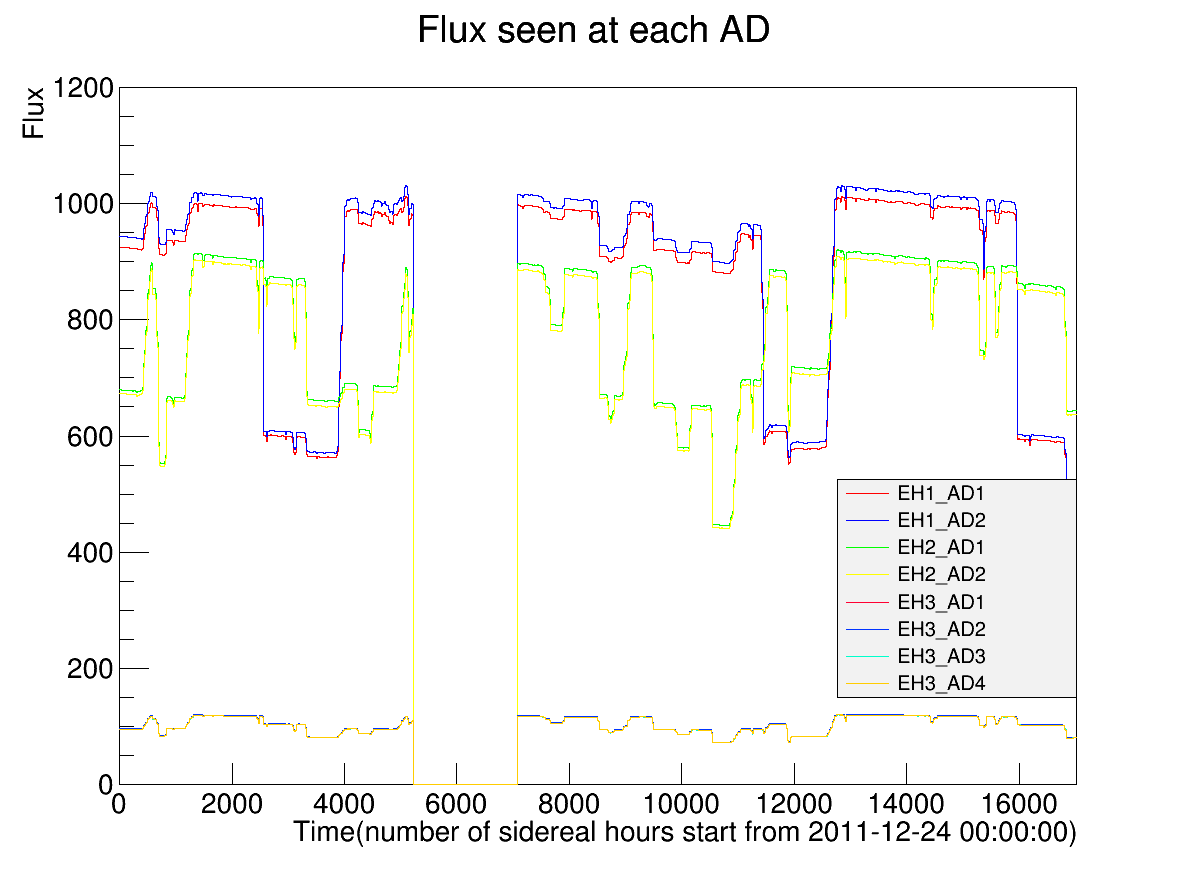 Flux seen at each AD
Flux
1200
1000
800
600
400
200
0
EH1_AD1
EH1_AD2
EH2_AD1
EH2_AD2
EH3_AD1
EH3_AD2
EH3_AD3
EH3_AD4
0 2000 4000 6000 8000 10000 12000 14000 16000
Time(number of sidereal hours start from 2011-12-24 00:00:00)